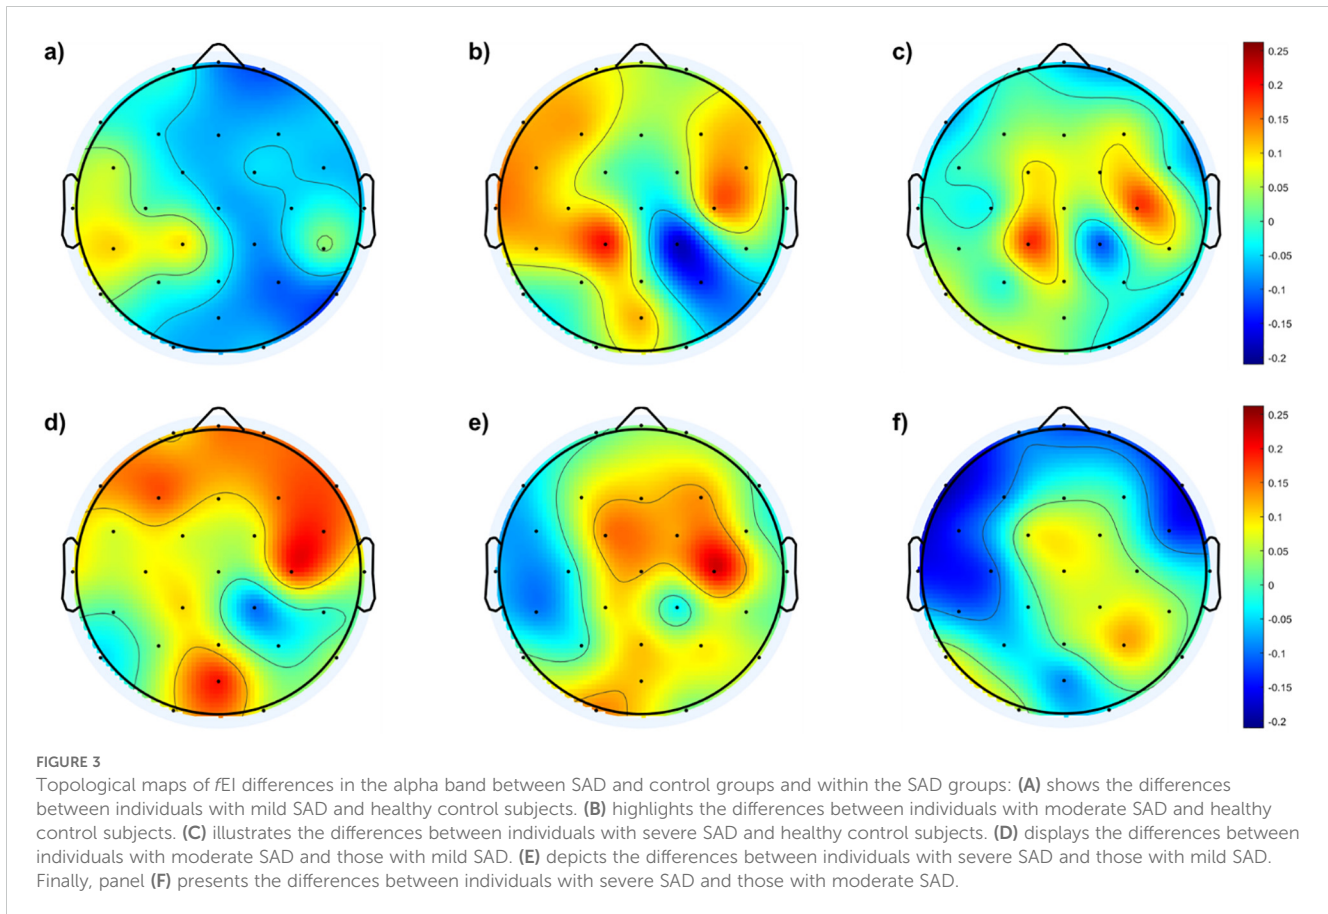 a)
b)
c)
0.25
0.2
0.15
0.1
0.05
0
-0.05
-0.1
-0.15
-0.2
d)
e)
f)
0.25
0.2
0.15
0.1
0.05
0
-0.05
-0.1
-0.15
-0.2
FIGURE 3
Topological maps of fEI differences in the alpha band between SAD and control groups and within the SAD groups: (A) shows the differences
between individuals with mild SAD and healthy control subjects. (B) highlights the differences between individuals with moderate SAD and healthy
control subjects. (C) illustrates the differences between individuals with severe SAD and healthy control subjects. (D) displays the differences between
individuals with moderate SAD and those with mild SAD. (E) depicts the differences between individuals with severe SAD and those with mild SAD.
Finally, panel (F) presents the differences between individuals with severe SAD and those with moderate SAD.